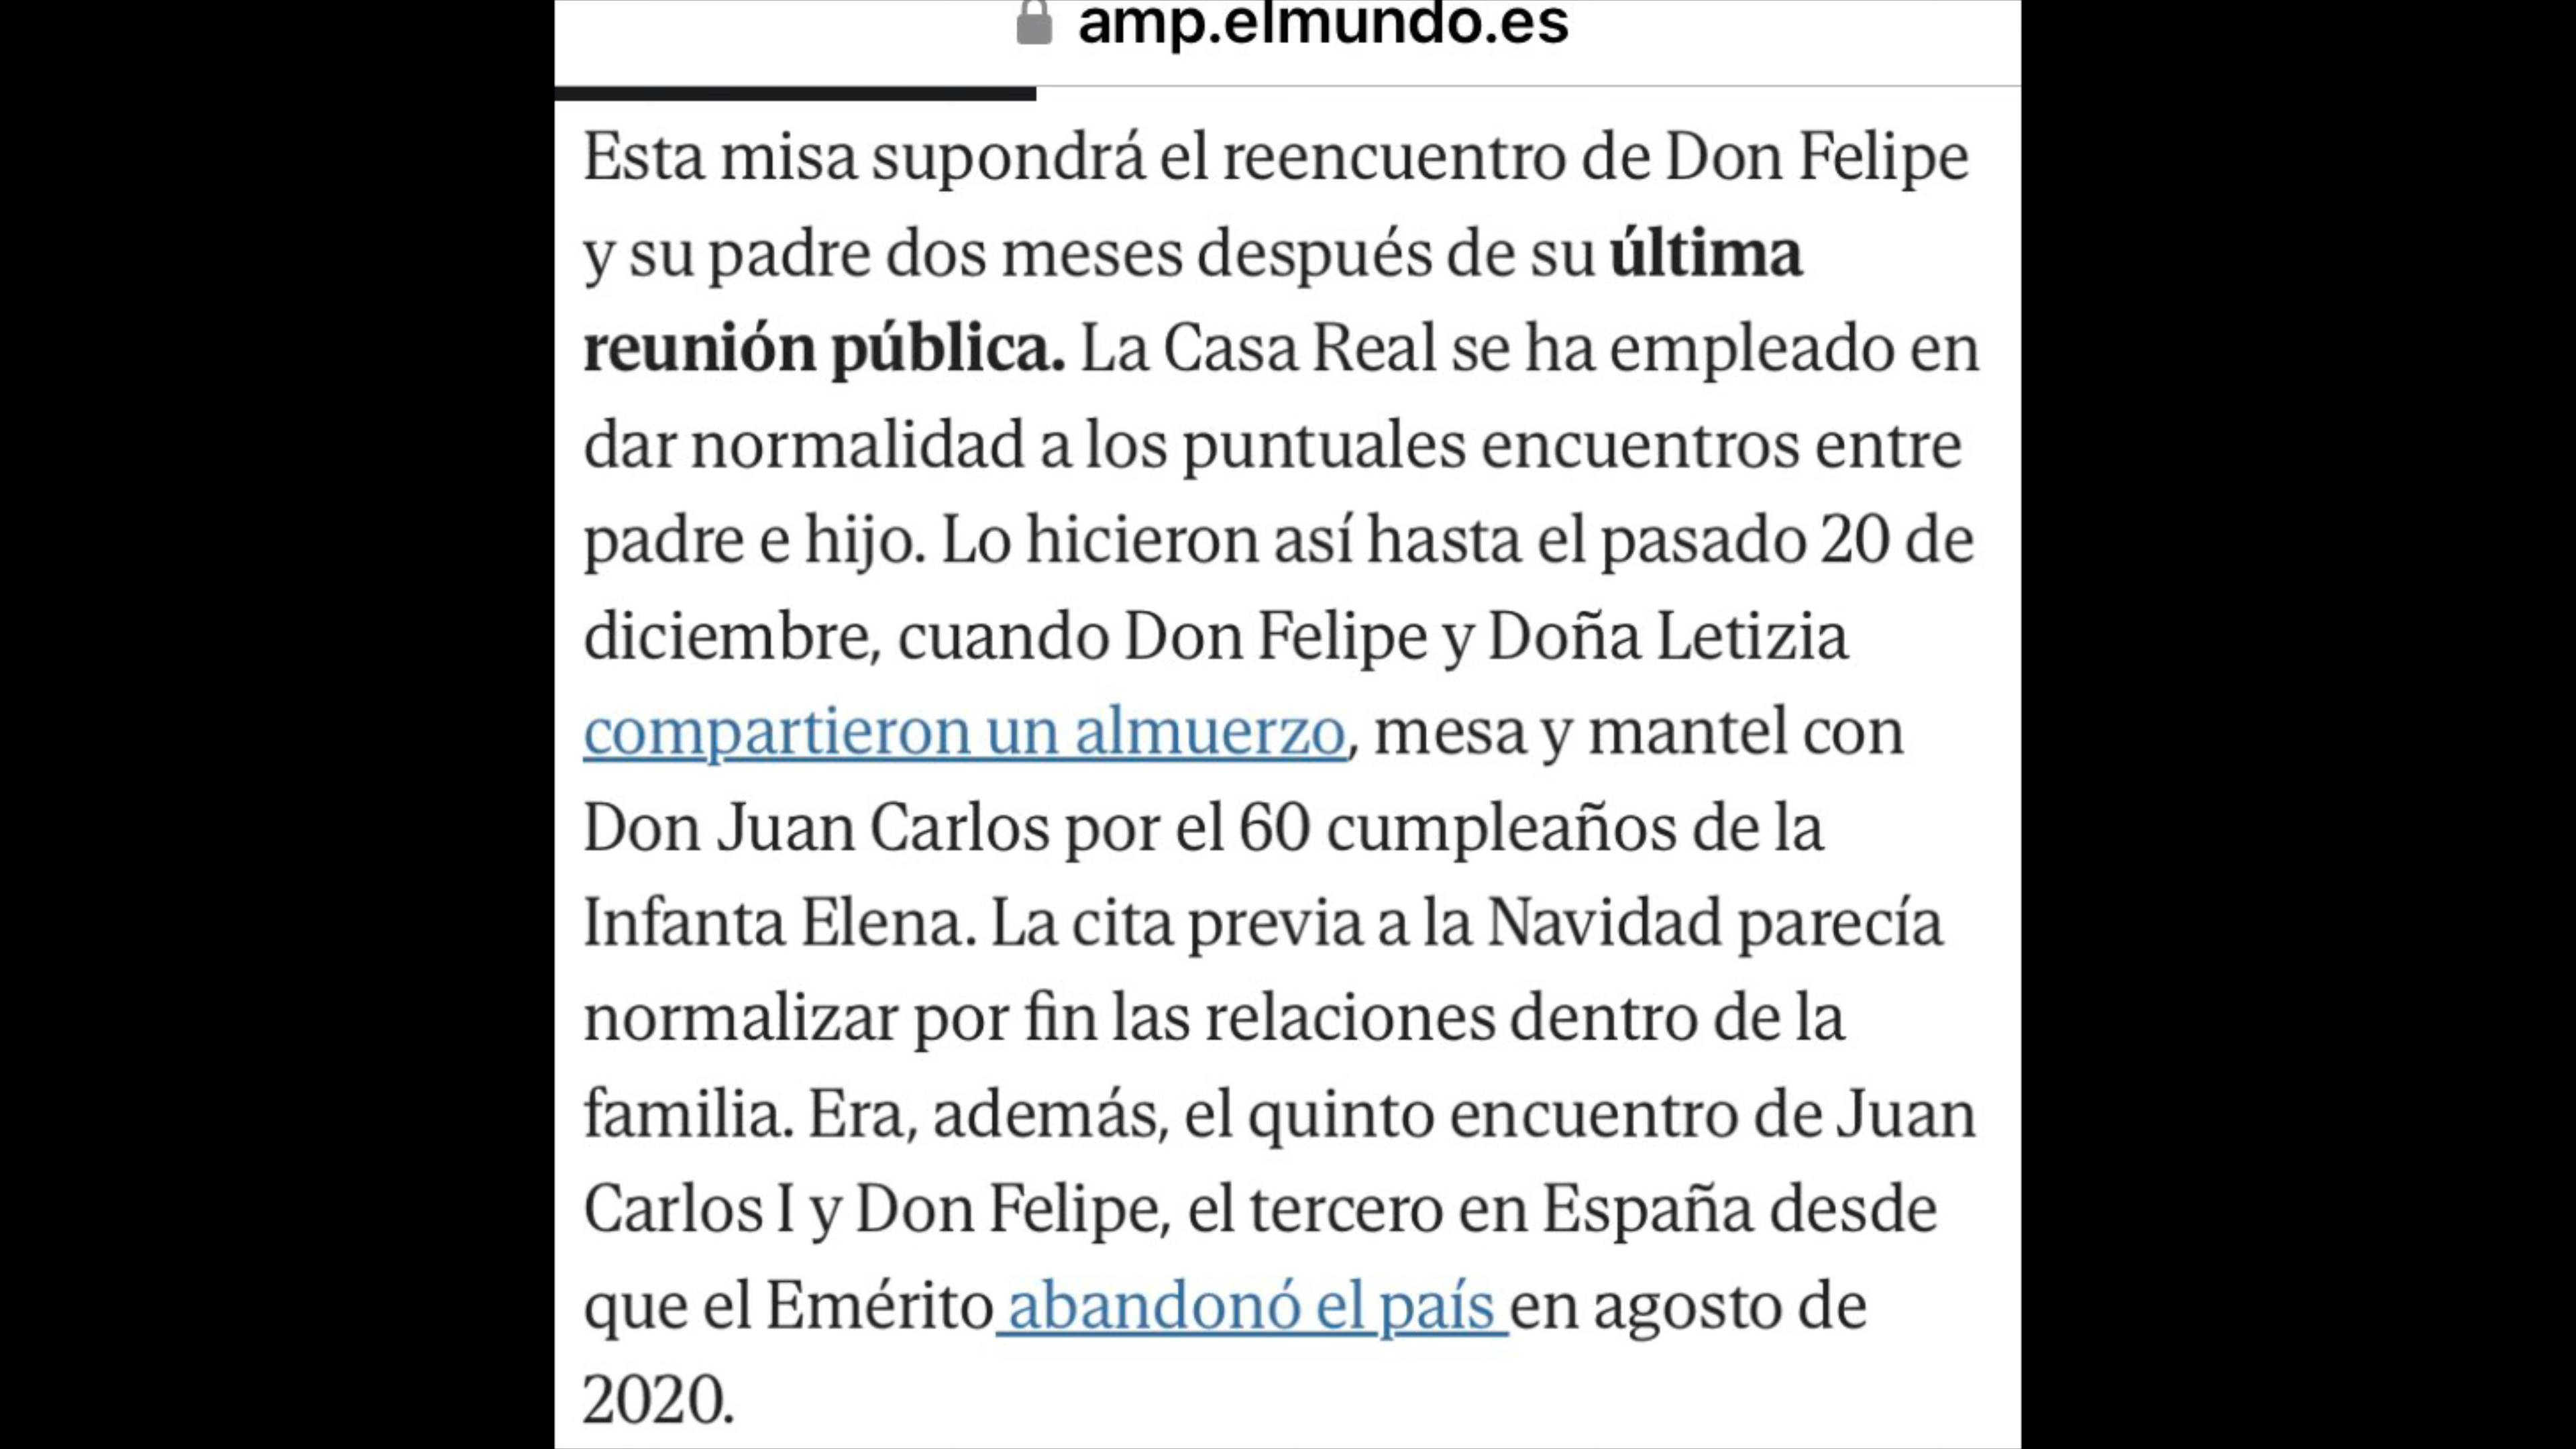 amp.elmundo.es
Esta misa supondrá el reencuentro de Don Felipe
y su padre dos meses después de su última
reunión pública. La Casa Real se ha empleado en
dar normalidad a los puntuales encuentros entre
padre e hijo. Lo hicieron así hasta el pasado 20 de
diciembre, cuando Don Felipe y Doña Letizia
compartieron un almuerzo, mesa y mantel con
Don Juan Carlos por el 60 cumpleaños de la
Infanta Elena. La cita previa a la Navidad parecía
normalizar por fin las relaciones dentro de la
familia. Era, además, el quinto encuentro de Juan
Carlos I y Don Felipe, el tercero en España desde
que el Emérito abandonó el país en agosto de
2020.